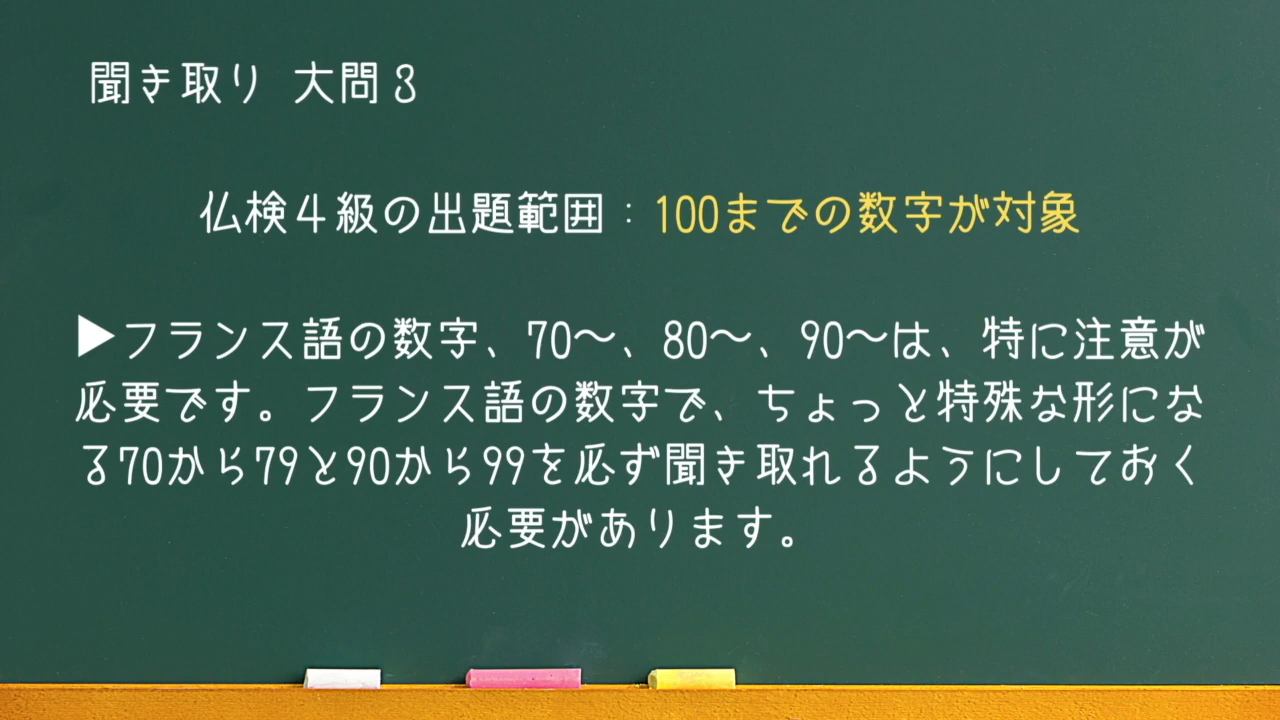 聞き取り 大問３
仏検４級の出題範囲：100までの数字が対象
▶フランス語の数字、70〜、80〜、90〜は、特に注意が
必要です。フランス語の数字で、ちょっと特殊な形にな
る70から79と90から99を必ず聞き取れるようにしておく
必要があります。